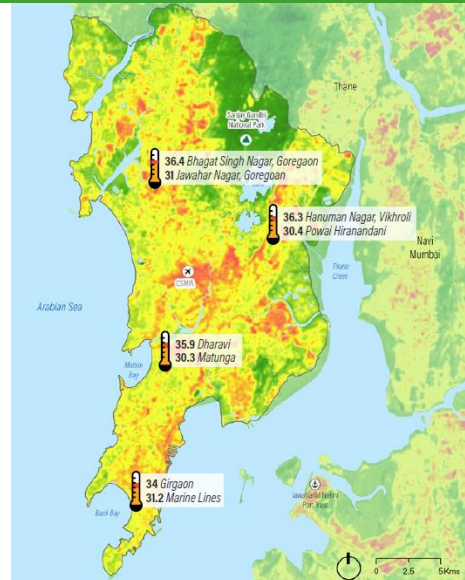 Thane
Sanjay Gandhi
National Park
36.4 Bhagat Singh Nagar, Goregaon
31 Jawahar Nagar, Goregoan
36.3 Hanuman Nagar, Vikhroli
30.4 Powai Hiranandani
Navi
Mumbai
Thane
Creek
CSMIA
Arabian Sea
35.9 Dharavi
30.3 Matunga
Mahim
Bay
34 Girgaon
31.2 Marine Lines
Back Bay
Jawaharlal Nehru
Port Trust
0 2.5 5Kms